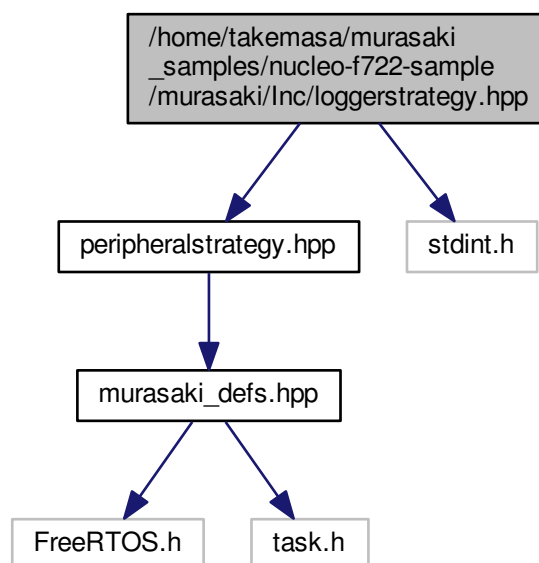 /home/takemasa/murasaki
_samples/nucleo-f722-sample
/murasaki/Inc/loggerstrategy.hpp
peripheralstrategy.hpp
stdint.h
murasaki_defs.hpp
FreeRTOS.h
task.h